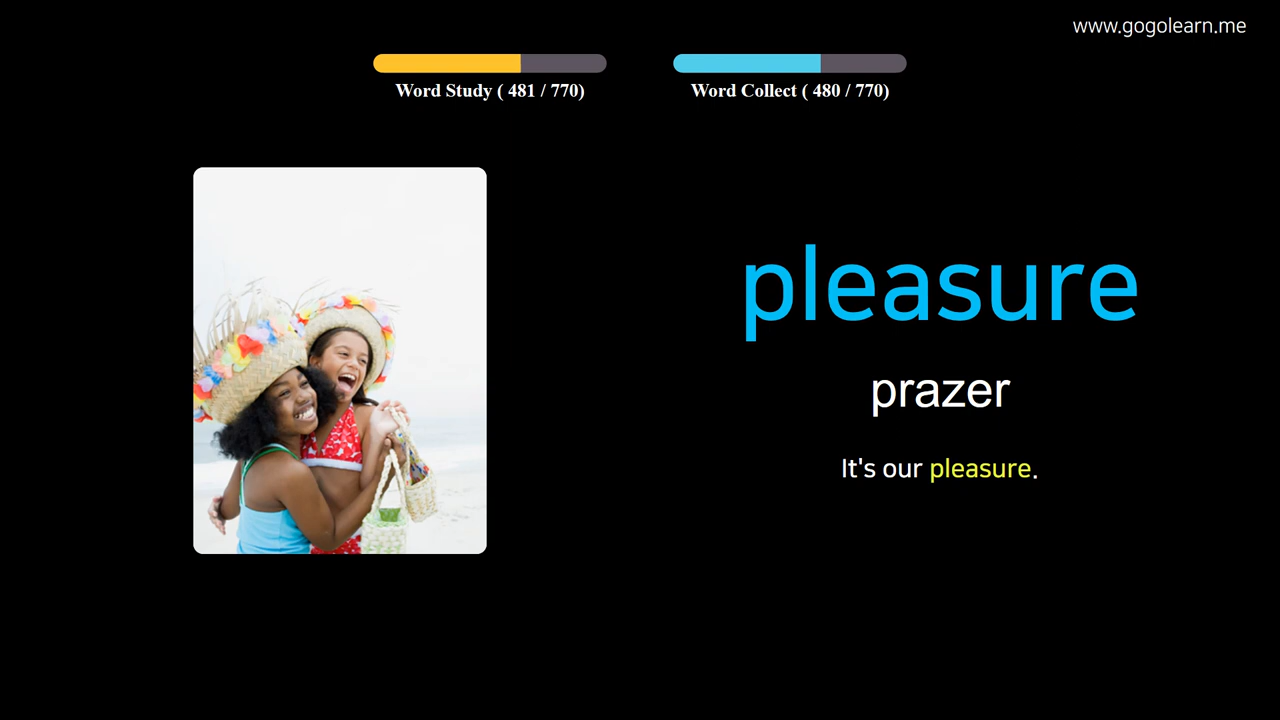 www.gogolearn.me
Word Study ( 481 / 770)
Word Collect ( 480 / 770)
pleasure
prazer
It's our pleasure.